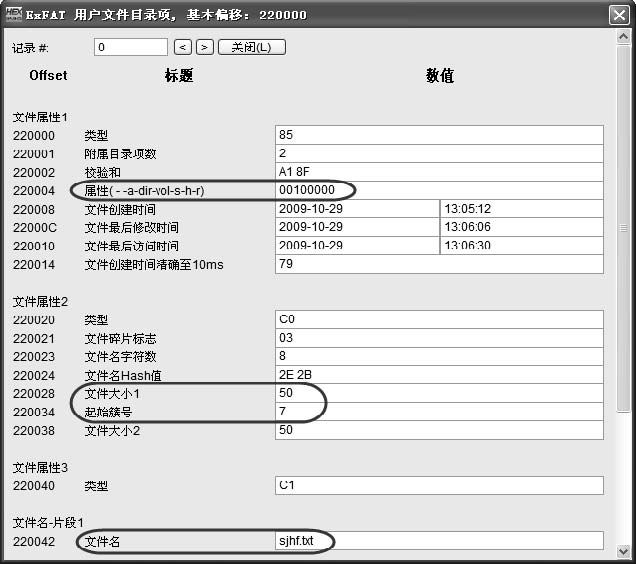 ExFAT 用户文件目录项, 基本偏移: 220000
记录 #: 0 < > 关闭(L)
Offset 标题 数值
文件属性1
220000 类型 85
220001 附属目录项数 2
220002 校验和 A1 8F
220004 属性( - -a-dir-vol-s-h-r) 00100000
220008 文件创建时间 2009-10-29 13:05:12
22000C 文件最后修改时间 2009-10-29 13:06:06
220010 文件最后访问时间 2009-10-29 13:06:30
220014 文件创建时间精确至10ms 79
文件属性2
220020 类型 C0
220021 文件碎片标志 03
220023 文件名字符数 8
220024 文件名Hash值 2E 2B
220028 文件大小1 50
220034 起始簇号 7
220038 文件大小2 50
文件属性3
220040 类型 C1
文件名-片段1
220042 文件名 sjhf.txt